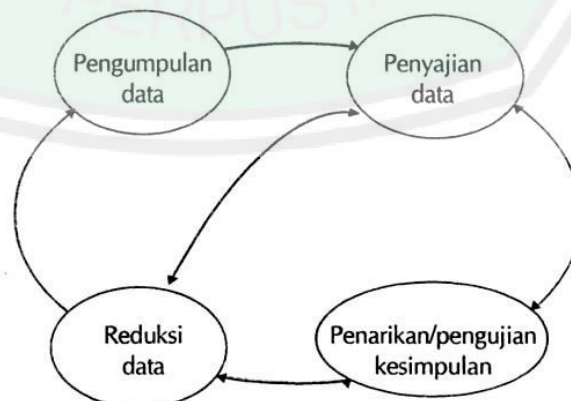 Pengumpulan
data
Penyajian
data
Reduksi
data
Penarikan/pengujian
kesimpulan